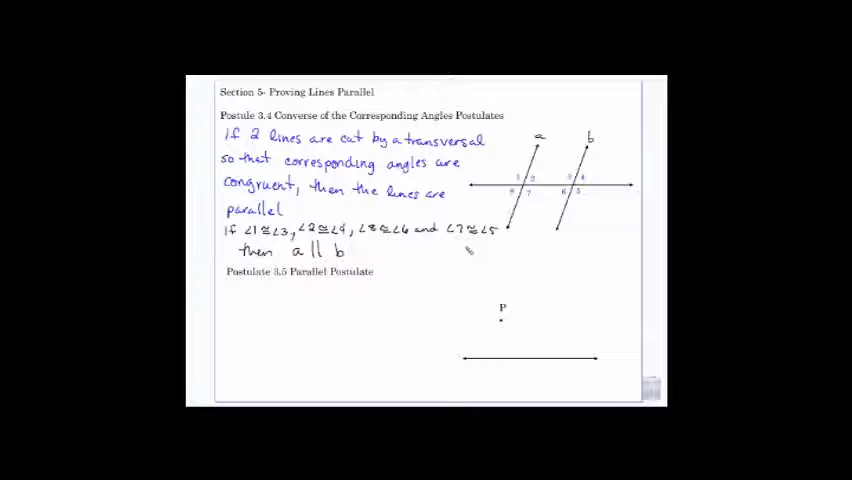 Section 5- Proving Lines Parallel
Postule 3.4 Converse of the Corresponding Angles Postulates
If 2 lines are cut by a transversal
so that corresponding angles are
congruent, then the lines are
parallel
If ∠1≅∠3, ∠2≅∠4, ∠8≅∠6 and ∠7≅∠5
then a || b
a b
1 2 3 4
8 7 6 5
Postulate 3.5 Parallel Postulate
P